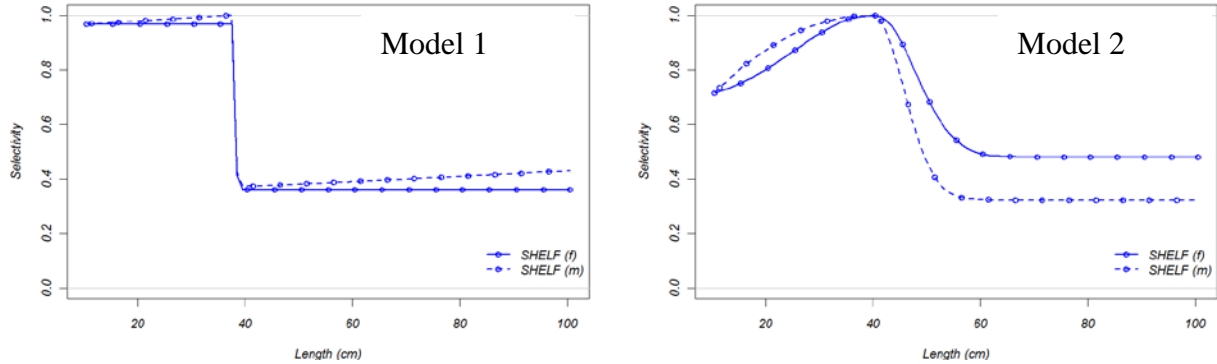 Model 1
1.0
0.8
0.6
0.4
0.2
0.0
Selectivity
SHELF (f)
SHELF (m)
20 40 60 80 100
Length (cm)
Model 2
1.0
0.8
0.6
0.4
0.2
0.0
Selectivity
SHELF (f)
SHELF (m)
20 40 60 80 100
Length (cm)